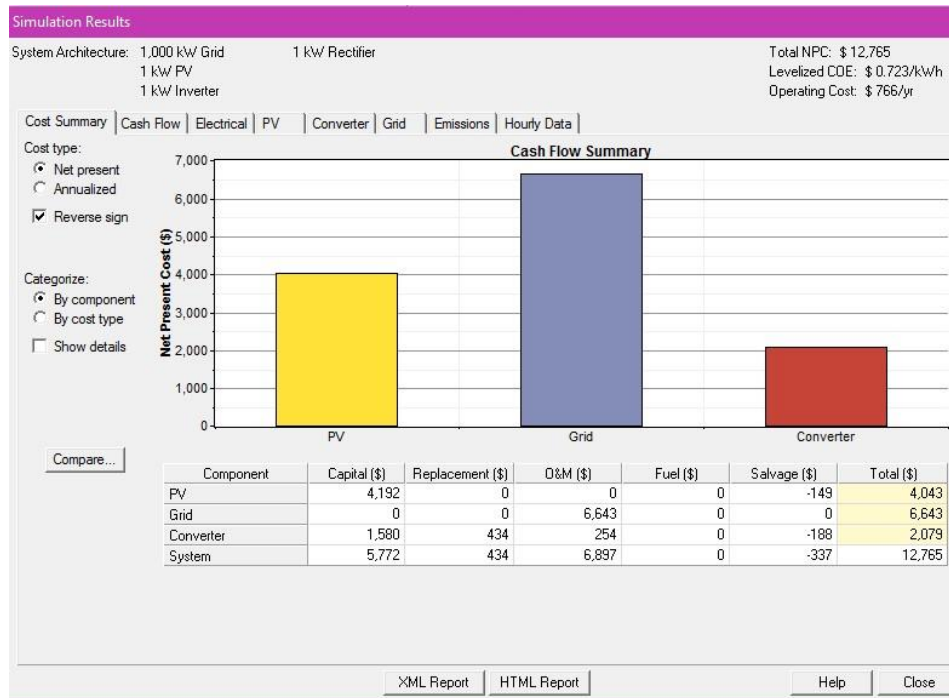 Simulation Results
System Architecture: 1,000 kW Grid 1 kW Rectifier Total NPC: $ 12,765
1 kW PV Levelized COE: $ 0.723/kWh
1 kW Inverter Operating Cost: $ 766/yr
Cost Summary Cash Flow Electrical PV Converter Grid Emissions Hourly Data
Cost type:
Net present
Annualized
Reverse sign
Categorize:
By component
By cost type
Show details
Compare...
Cash Flow Summary
Net Present Cost ($)
7,000
6,000
5,000
4,000
3,000
2,000
1,000
0
PV Grid Converter
Component Capital ($) Replacement ($) O&M ($) Fuel ($) Salvage ($) Total ($)
PV 4,192 0 0 0 -149 4,043
Grid 0 0 6,643 0 0 6,643
Converter 1,580 434 254 0 -188 2,079
System 5,772 434 6,897 0 -337 12,765
XML Report HTML Report Help Close